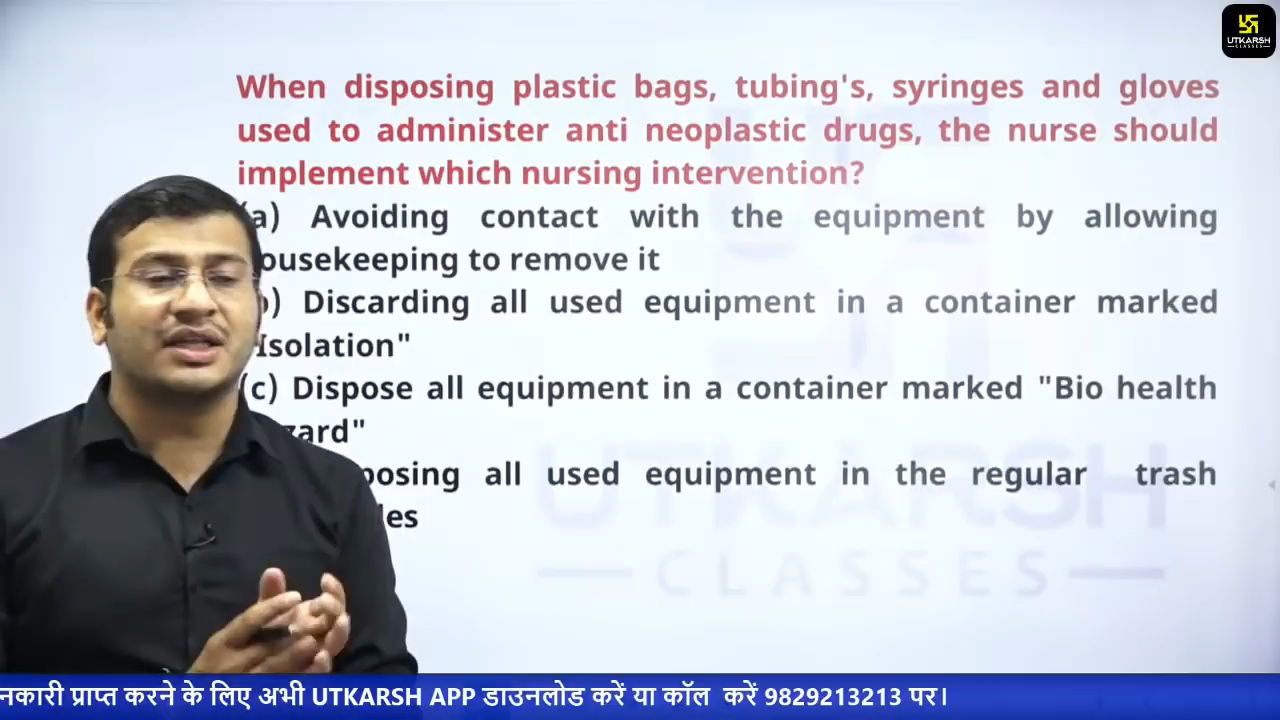 UTKARSH
CLASSES
When disposing plastic bags, tubing's, syringes and gloves
used to administer anti neoplastic drugs, the nurse should
implement which nursing intervention?
a) Avoiding contact with the equipment by allowing
ousekeeping to remove it
) Discarding all used equipment in a container marked
Isolation"
(c) Dispose all equipment in a container marked "Bio health
zard"
posing all used equipment in the regular trash
les
UTKARSH
CLASSES
नकारी प्राप्त करने के लिए अभी UTKARSH APP डाउनलोड करें या कॉल करें 9829213213 पर।